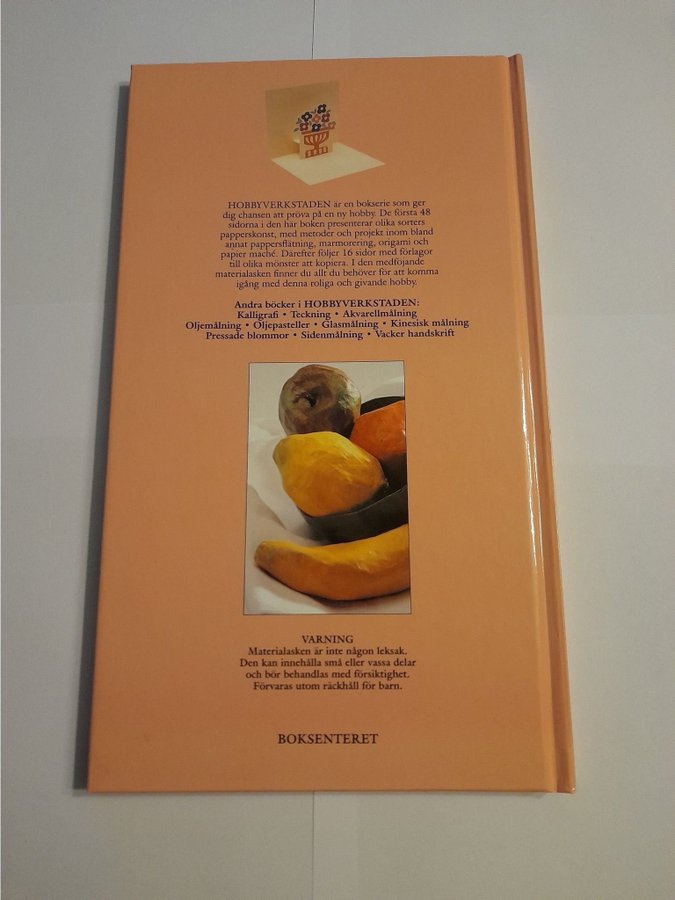 HOBBYVERKSTADEN är en bokserie som ger
dig chansen att pröva på en ny hobby. De första 48
sidorna i den här boken presenterar olika sorters
papperskonst, med metoder och projekt inom bland
annat pappersflätning, marmorering, origami och
papier maché. Därefter följer 16 sidor med förlagor
till olika mönster att kopiera. I den medföjande
materialasken finner du allt du behöver för att komma
igång med denna roliga och givande hobby.
Andra böcker i HOBBYVERKSTADEN:
Kalligrafi • Teckning • Akvarellmålning
Oljemålning • Oljepasteller • Glasmålning • Kinesisk målning
Pressade blommor • Sidenmålning • Vacker handskrift
VARNING
Materialasken är inte någon leksak.
Den kan innehålla små eller vassa delar
och bör behandlas med försiktighet.
Förvaras utom räckhåll för barn.
BOKSENTERET